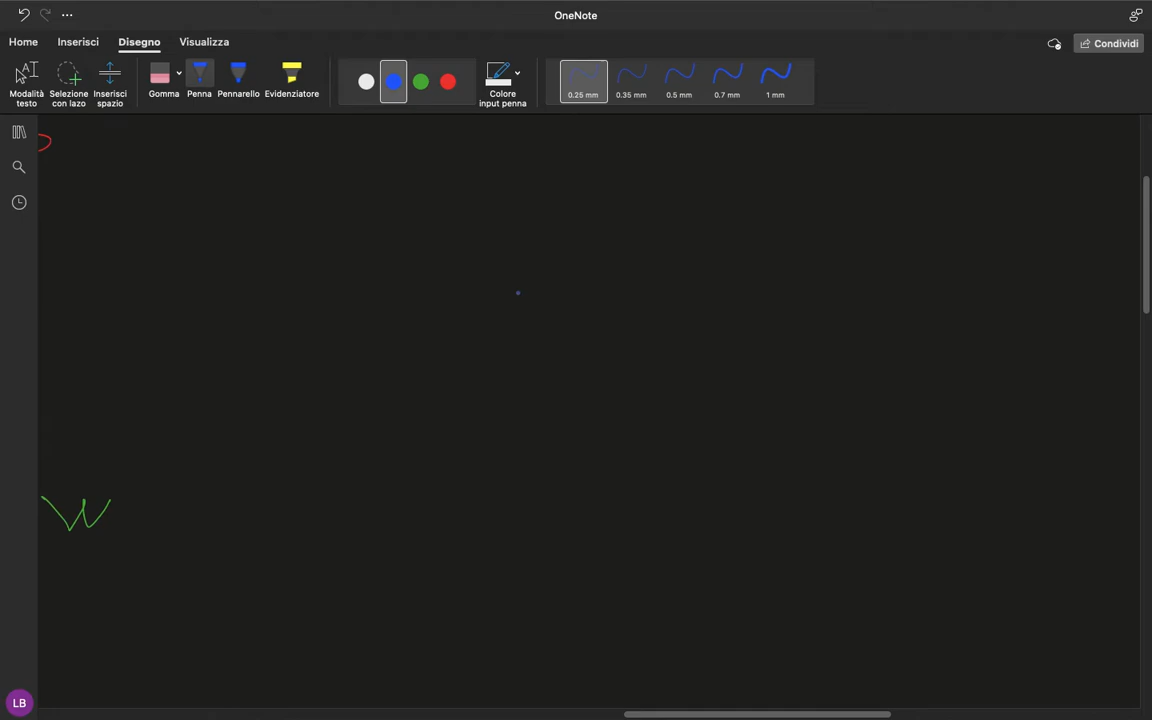 OneNote
Home Inserisci Disegno Visualizza
Condividi
Modalità testo
Selezione con lazo
Inserisci spazio
Gomma
Penna
Pennarello
Evidenziatore
Colore input penna
0.25 mm
0.35 mm
0.5 mm
0.7 mm
1 mm
W
LB